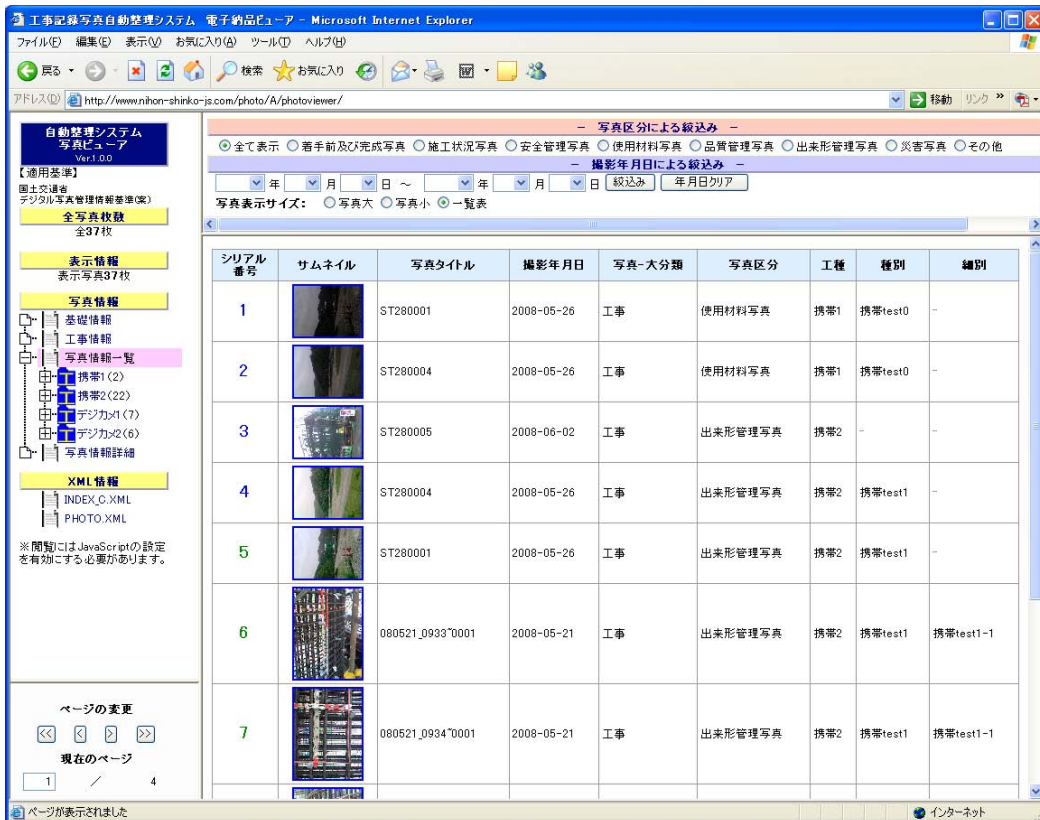 工事記録写真自動整理システム 電子納品ビューア - Microsoft Internet Explorer
ファイル(F) 編集(E) 表示(V) お気に入り(A) ツール(T) ヘルプ(H)
戻る 検索 お気に入り
アドレス(D) http://www.nihon-shinko-js.com/photo/A/photoviewer/ 移動 リンク »
自動整理システム
写真ビューア
Ver.1.0.0
【適用基準】
国土交通省
デジタル写真管理情報基準(案)
全写真枚数
全37枚
表示情報
表示写真37枚
写真情報
基礎情報
工事情報
写真情報一覧
携帯1(2)
携帯2(22)
デジカメ1(7)
デジカメ2(6)
写真情報詳細
XML情報
INDEX_C.XML
PHOTO.XML
※閲覧にはJavaScriptの設定
を有効にする必要があります。
ページの変更
<< < > >>
現在のページ
1 / 4
- 写真区分による絞込み -
全て表示 着手前及び完成写真 施工状況写真 安全管理写真 使用材料写真 品質管理写真 出来形管理写真 災害写真 その他
- 撮影年月日による絞込み -
年 月 日 ~ 年 月 日 絞込み 年月日クリア
写真表示サイズ: 写真大 写真小 一覧表
シリアル番号 サムネイル 写真タイトル 撮影年月日 写真-大分類 写真区分 工種 種別 細別
1 ST280001 2008-05-26 工事 使用材料写真 携帯1 携帯test0 -
2 ST280004 2008-05-26 工事 使用材料写真 携帯1 携帯test0 -
3 ST280005 2008-06-02 工事 出来形管理写真 携帯2 - -
4 ST280004 2008-05-26 工事 出来形管理写真 携帯2 携帯test1 -
5 ST280001 2008-05-26 工事 出来形管理写真 携帯2 携帯test1 -
6 080521_0933~0001 2008-05-21 工事 出来形管理写真 携帯2 携帯test1 携帯test1-1
7 080521_0934~0001 2008-05-21 工事 出来形管理写真 携帯2 携帯test1 携帯test1-1
ページが表示されました インターネット